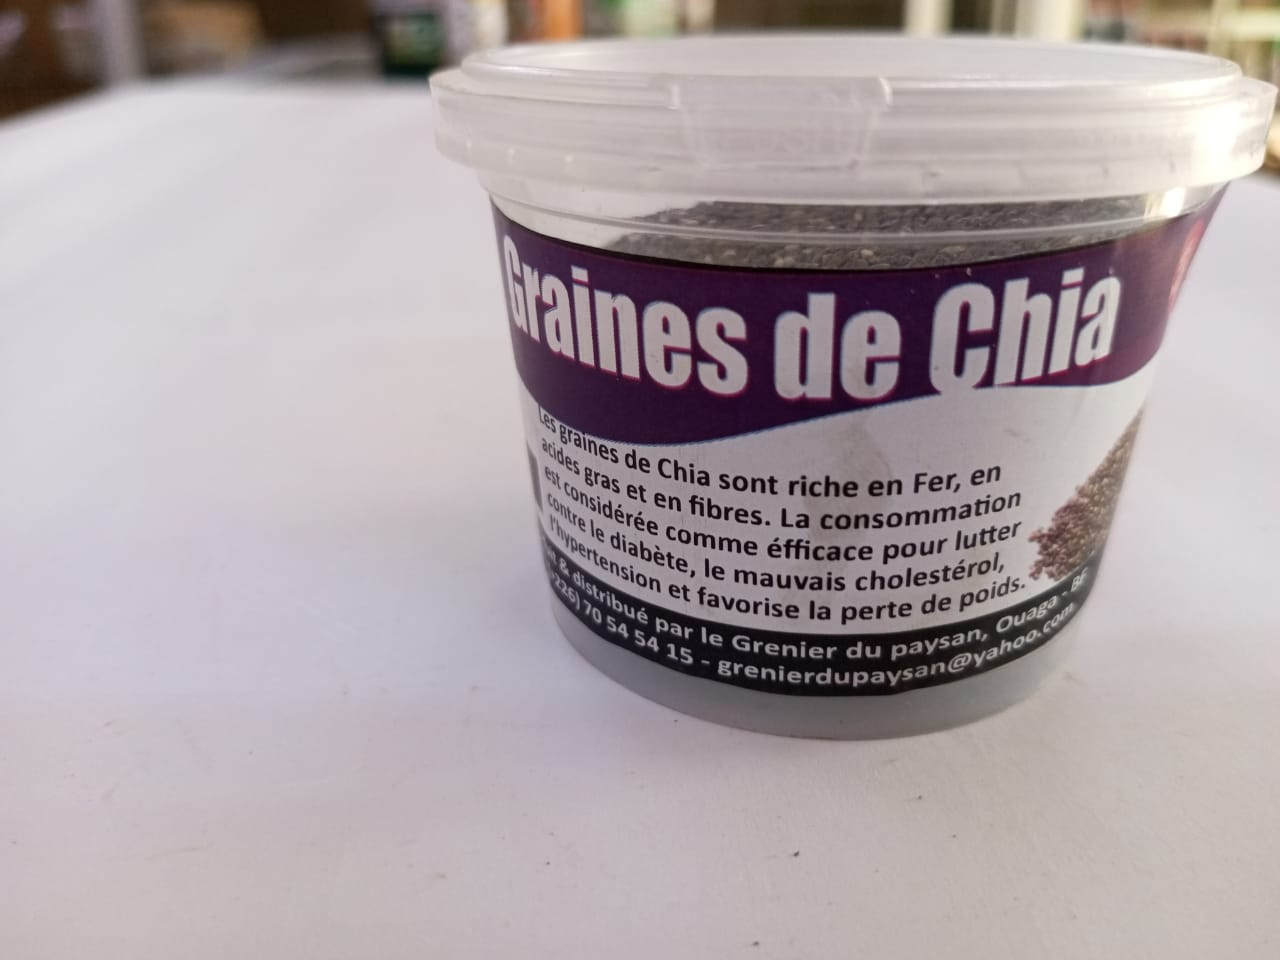 Graines de Chia
Les graines de Chia sont riche en Fer, en
acides gras et en fibres. La consommation
est considérée comme éfficace pour lutter
contre le diabète, le mauvais cholestérol,
l'hypertension et favorise la perte de poids.
& distribué par le Grenier du paysan, Ouaga - BF
226) 70 54 54 15 - grenierdupaysan@yahoo.com